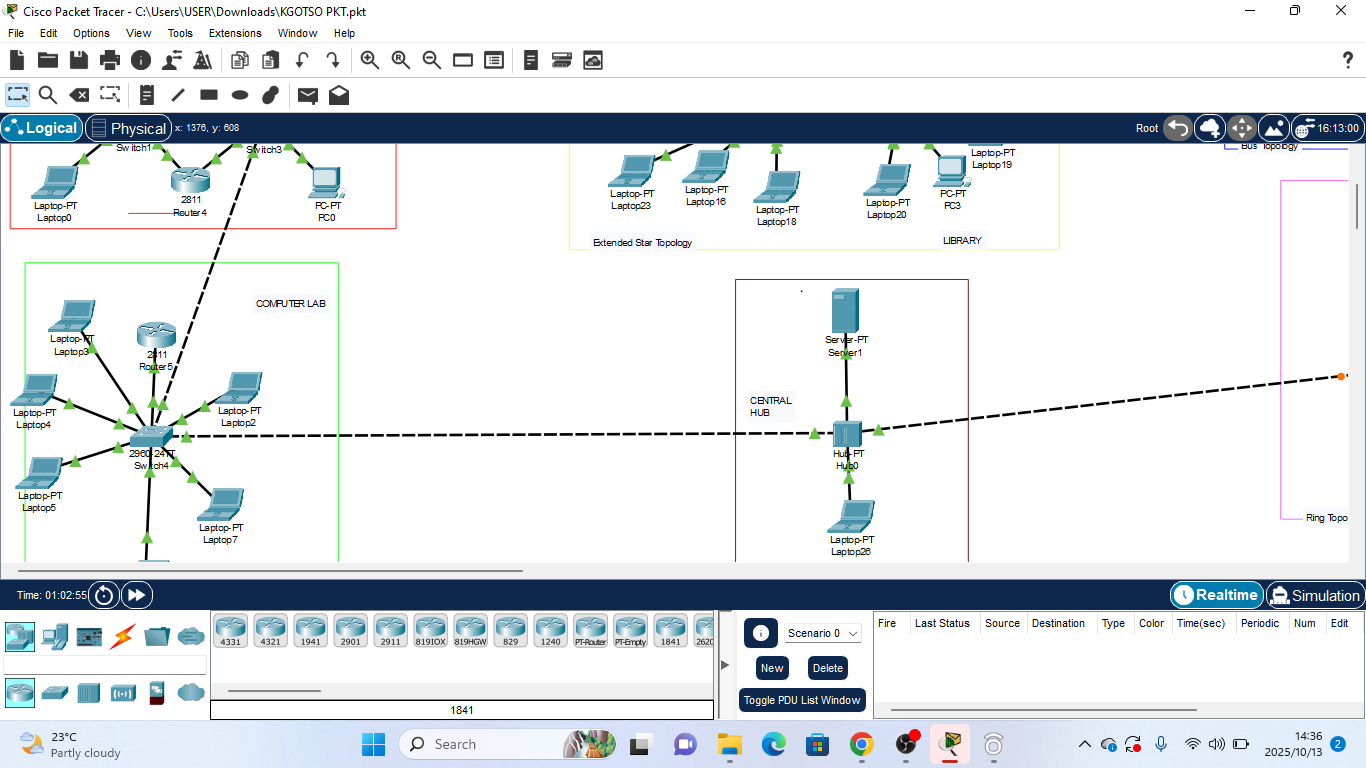 Cisco Packet Tracer - C:\Users\USER\Downloads\KGOTSO PKT.pkt
File Edit Options View Tools Extensions Window Help
Logical Physical x: 1376, y: 608 Root 16:13:00
Switch1
Switch3
Laptop-PT
Laptop0
2811
Router4
PC-PT
PC0
Laptop-PT
Laptop23
Laptop-PT
Laptop16
Laptop-PT
Laptop18
Laptop-PT
Laptop20
PC-PT
PC3
Laptop-PT
Laptop19
Bus Topology
Extended Star Topology
LIBRARY
COMPUTER LAB
Laptop-PT
Laptop3
2811
Router5
Laptop-PT
Laptop4
Laptop-PT
Laptop2
2960-24TT
Switch4
Laptop-PT
Laptop5
Laptop-PT
Laptop7
Server-PT
Server1
CENTRAL
HUB
Hub-PT
Hub0
Laptop-PT
Laptop26
Ring Topo
Time: 01:02:55 Realtime Simulation
4331 4321 1941 2901 2911 819IOX 819HGW 829 1240 PT-Router PT-Empty 1841 2620
1841
Scenario 0
New Delete
Toggle PDU List Window
Fire Last Status Source Destination Type Color Time(sec) Periodic Num Edit
23°C
Partly cloudy
Search
14:36
2025/10/13
2